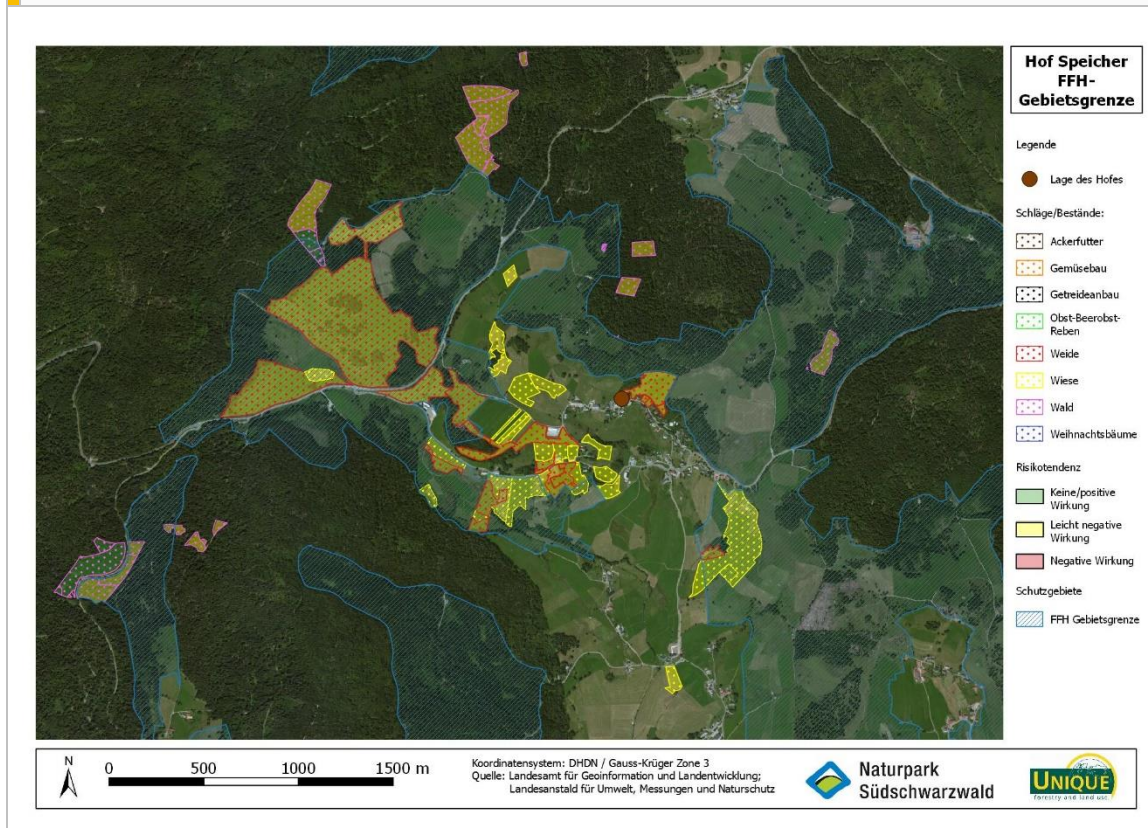 Hof Speicher
FFH-
Gebietsgrenze
Legende
Lage des Hofes
Schläge/Bestände:
Ackerfutter
Gemüsebau
Getreideanbau
Obst-Beerobst-
Reben
Weide
Wiese
Wald
Weihnachtsbäume
Risikotendenz
Keine/positive
Wirkung
Leicht negative
Wirkung
Negative Wirkung
Schutzgebiete
FFH Gebietsgrenze
N
0 500 1000 1500 m
Koordinatensystem: DHDN / Gauss-Krüger Zone 3
Quelle: Landesamt für Geoinformation und Landentwicklung;
Landesanstald für Umwelt, Messungen und Naturschutz
Naturpark
Südschwarzwald
UNIQUE
forestry and land use